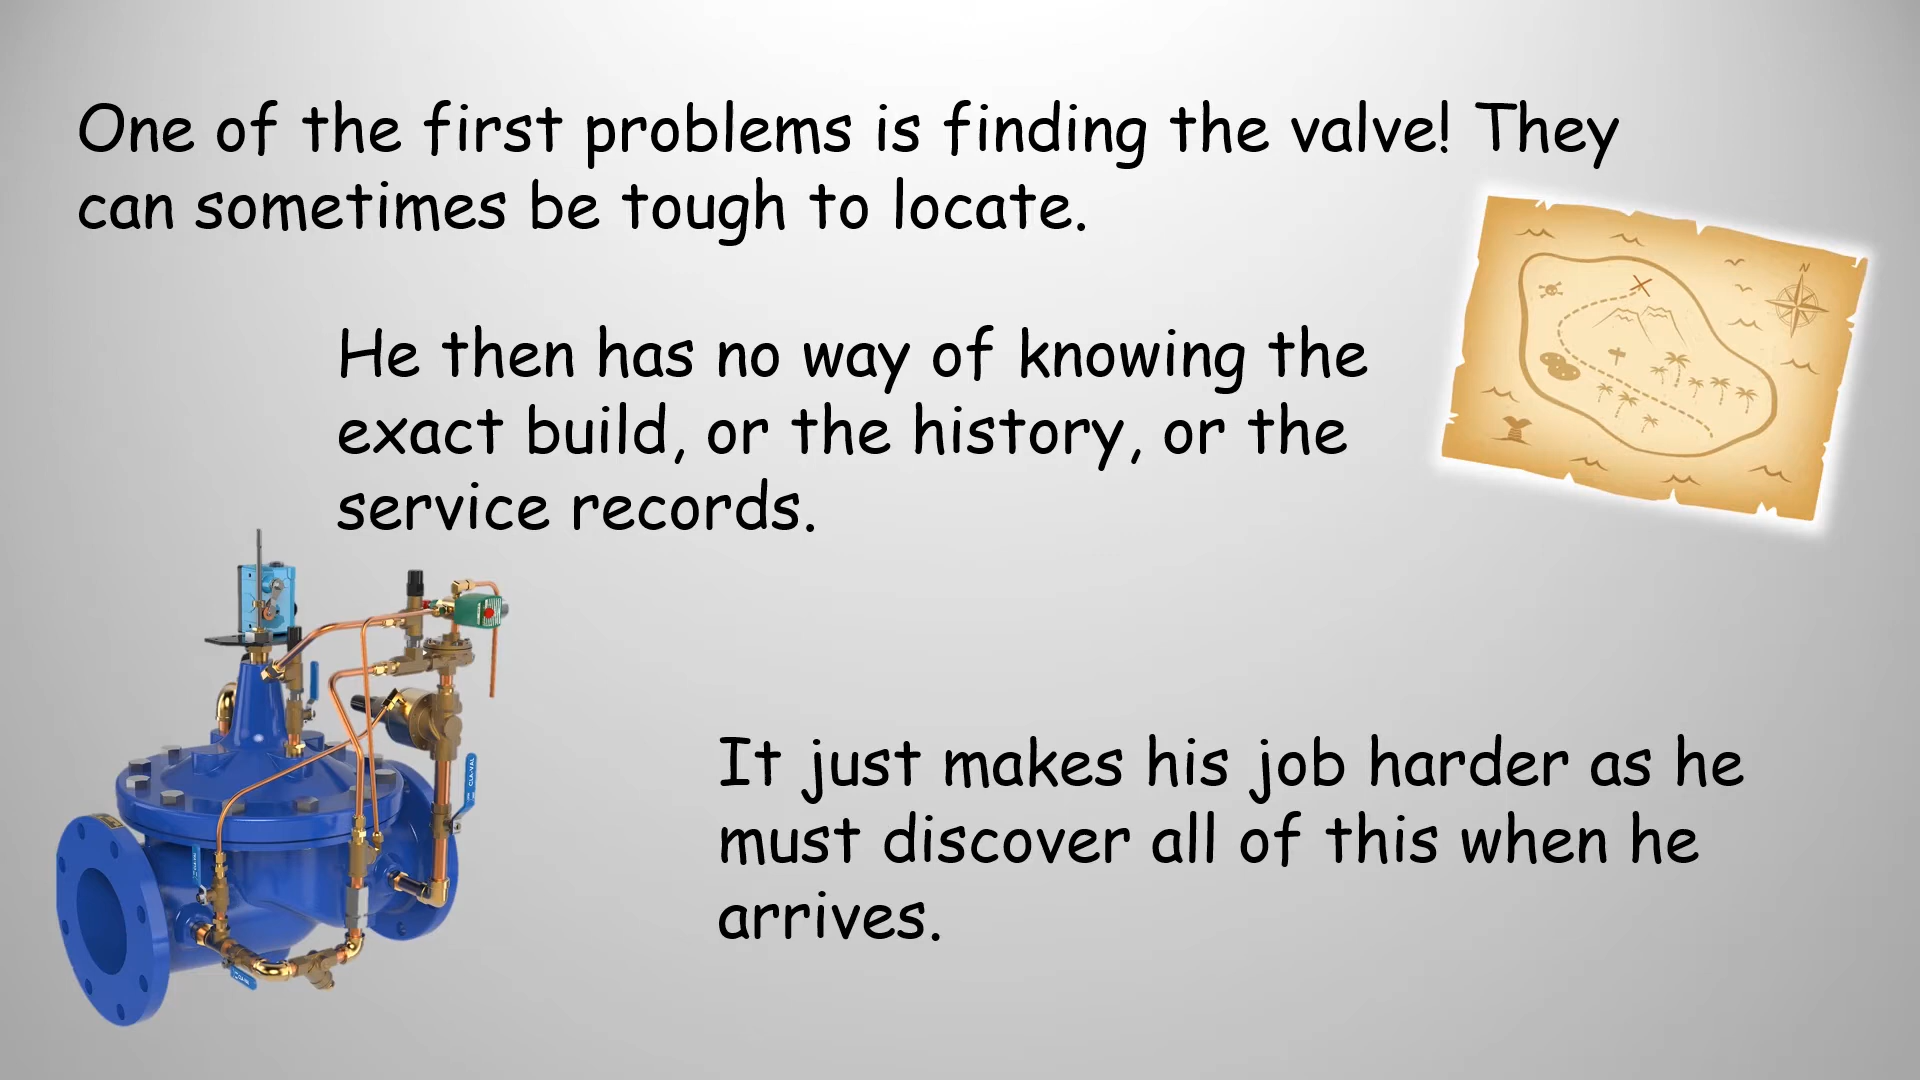 One of the first problems is finding the valve! They
can sometimes be tough to locate.
N
He then has no way of knowing the
exact build, or the history, or the
service records.
It just makes his job harder as he
must discover all of this when he
arrives.
CLA-VAL